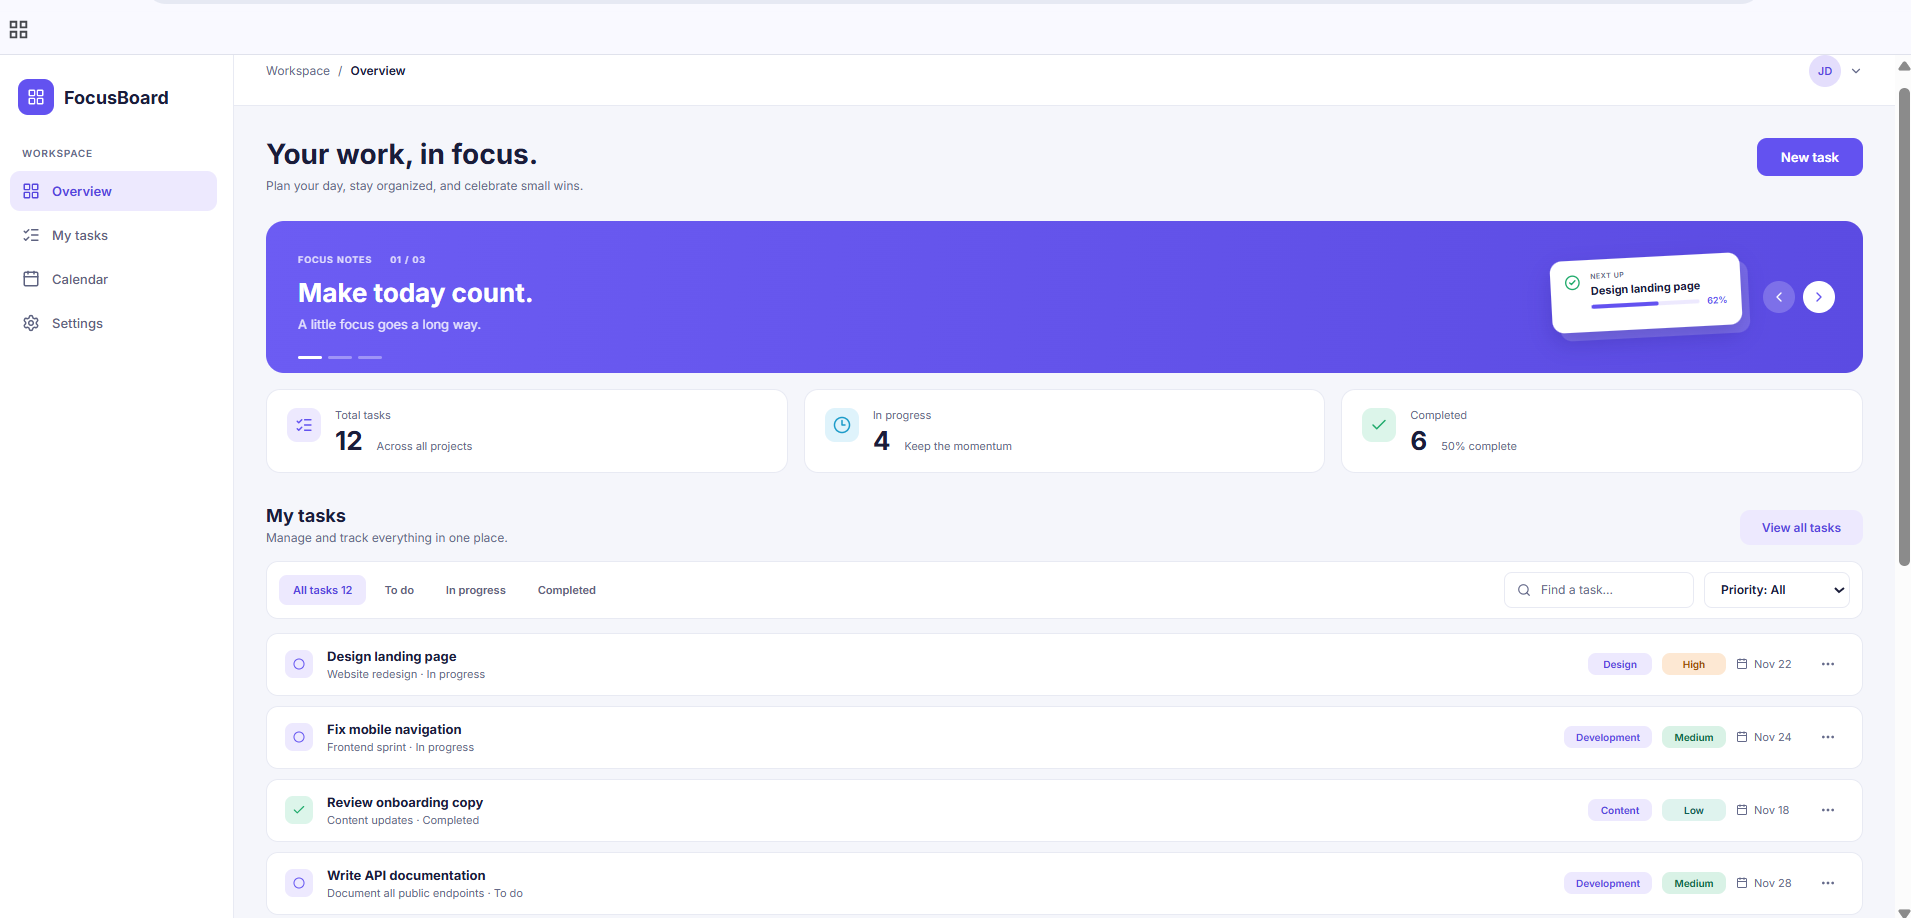 Workspace / Overview
JD
FocusBoard
WORKSPACE
Overview
My tasks
Calendar
Settings
Your work, in focus.
Plan your day, stay organized, and celebrate small wins.
New task
FOCUS NOTES 01 / 03
Make today count.
A little focus goes a long way.
NEXT UP
Design landing page
62%
Total tasks
12 Across all projects
In progress
4 Keep the momentum
Completed
6 50% complete
My tasks
Manage and track everything in one place.
View all tasks
All tasks 12 To do In progress Completed
Find a task...
Priority: All
Design landing page
Website redesign · In progress
Design High Nov 22
Fix mobile navigation
Frontend sprint · In progress
Development Medium Nov 24
Review onboarding copy
Content updates · Completed
Content Low Nov 18
Write API documentation
Document all public endpoints · To do
Development Medium Nov 28